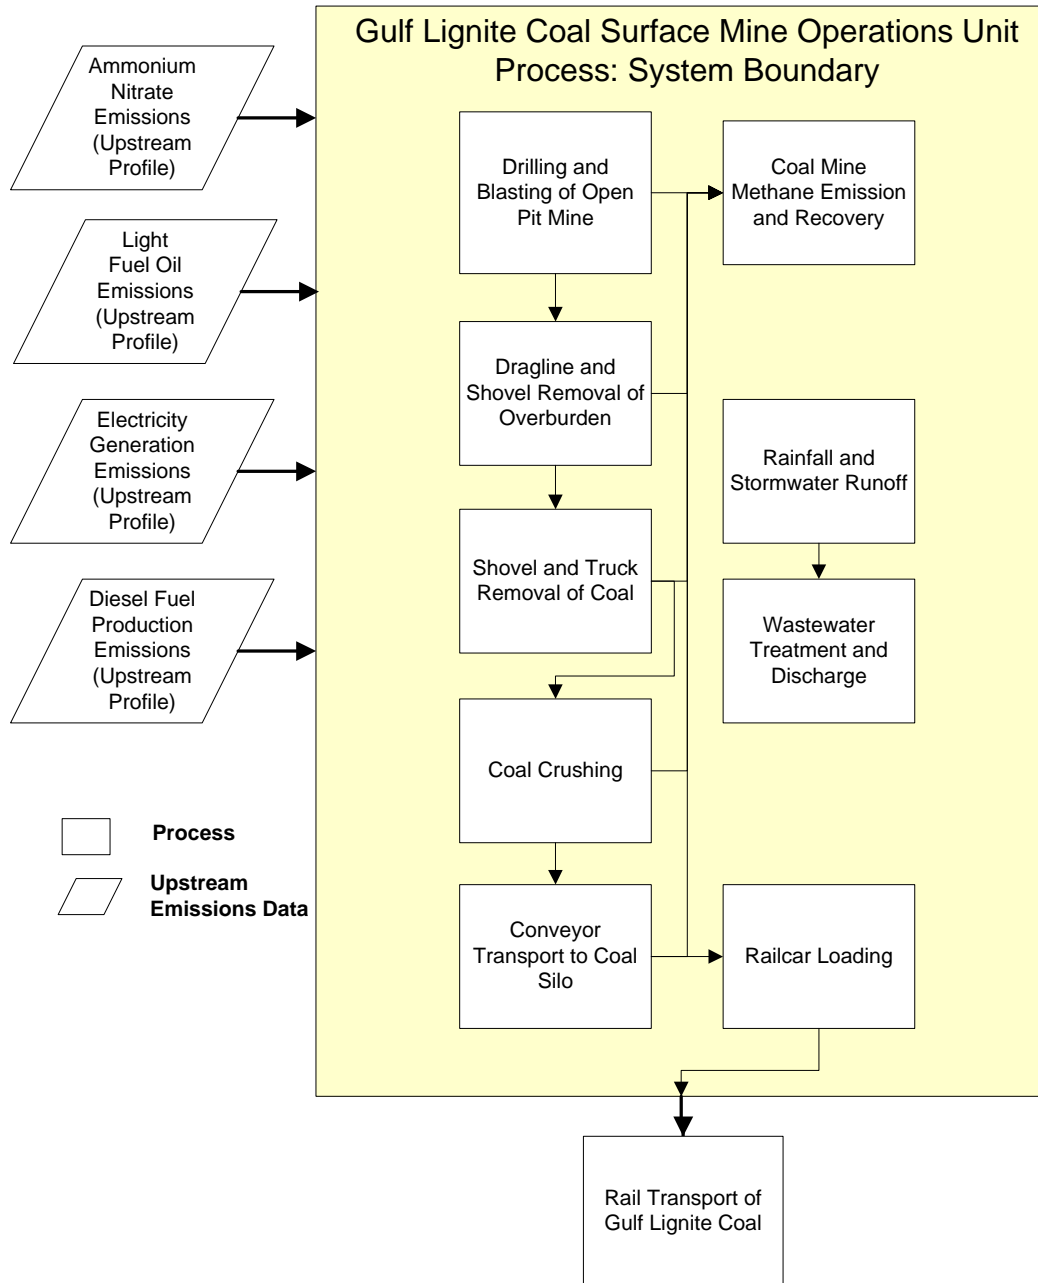 Gulf Lignite Coal Surface Mine Operations Unit
Process: System Boundary
Ammonium
Nitrate
Emissions
(Upstream
Profile)
Light
Fuel Oil
Emissions
(Upstream
Profile)
Electricity
Generation
Emissions
(Upstream
Profile)
Diesel Fuel
Production
Emissions
(Upstream
Profile)
Process
Upstream
Emissions Data
Drilling and
Blasting of Open
Pit Mine
Coal Mine
Methane Emission
and Recovery
Dragline and
Shovel Removal of
Overburden
Rainfall and
Stormwater Runoff
Shovel and Truck
Removal of Coal
Wastewater
Treatment and
Discharge
Coal Crushing
Conveyor
Transport to Coal
Silo
Railcar Loading
Rail Transport of
Gulf Lignite Coal